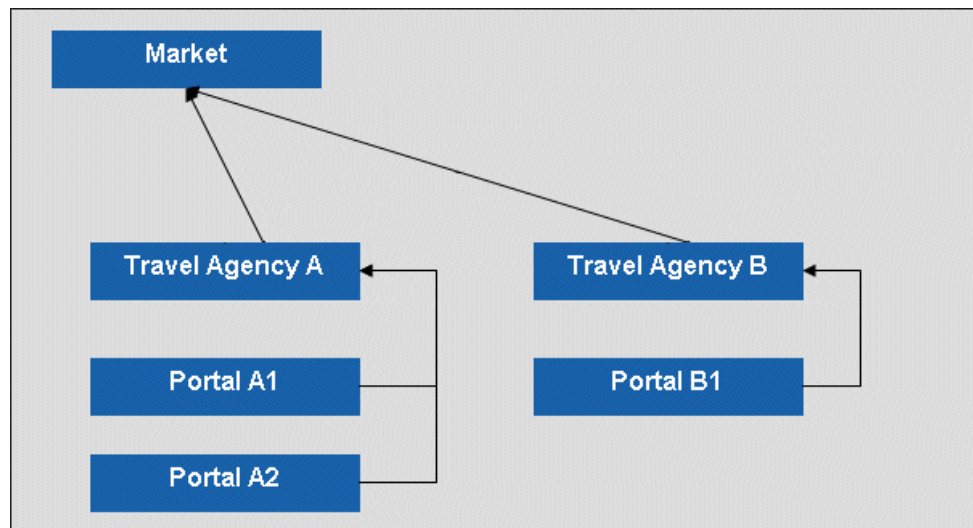 Market
Travel Agency A
Travel Agency B
Portal A1
Portal B1
Portal A2